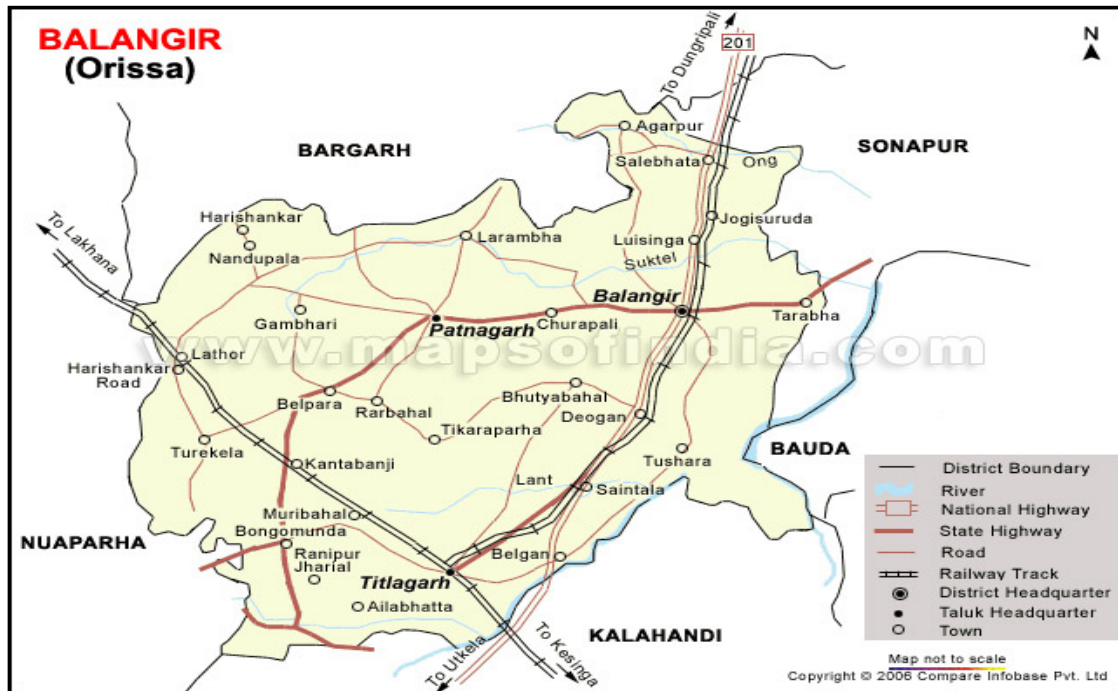 BALANGIR
(Orissa)
To Dungripali
201
N
BARGARH
SONAPUR
Agarpur
Salebhata
Ong
Harishankar
Nandupala
To Lakhana
Larambha
Jogisuruda
Luisinga
Suktel
Balangir
Tarabha
Gambhari
Patnagarh
Churapali
www.mapsofindia.com
Lathor
Harishankar
Road
Belpara
Rarbahal
Bhutyabahal
Deogan
Tikaraparha
Turekela
Kantabanji
Tushara
BAUDA
Lant
Saintala
Muribahal
NUAPARHA
Bongomunda
Ranipur
Jharial
Belgan
Titlagarh
Ailabhatta
KALAHANDI
To Utkela
To Kesinga
District Boundary
River
National Highway
State Highway
Road
Railway Track
District Headquarter
Taluk Headquarter
Town
Map not to scale
Copyright © 2006 Compare Infobase Pvt. Ltd